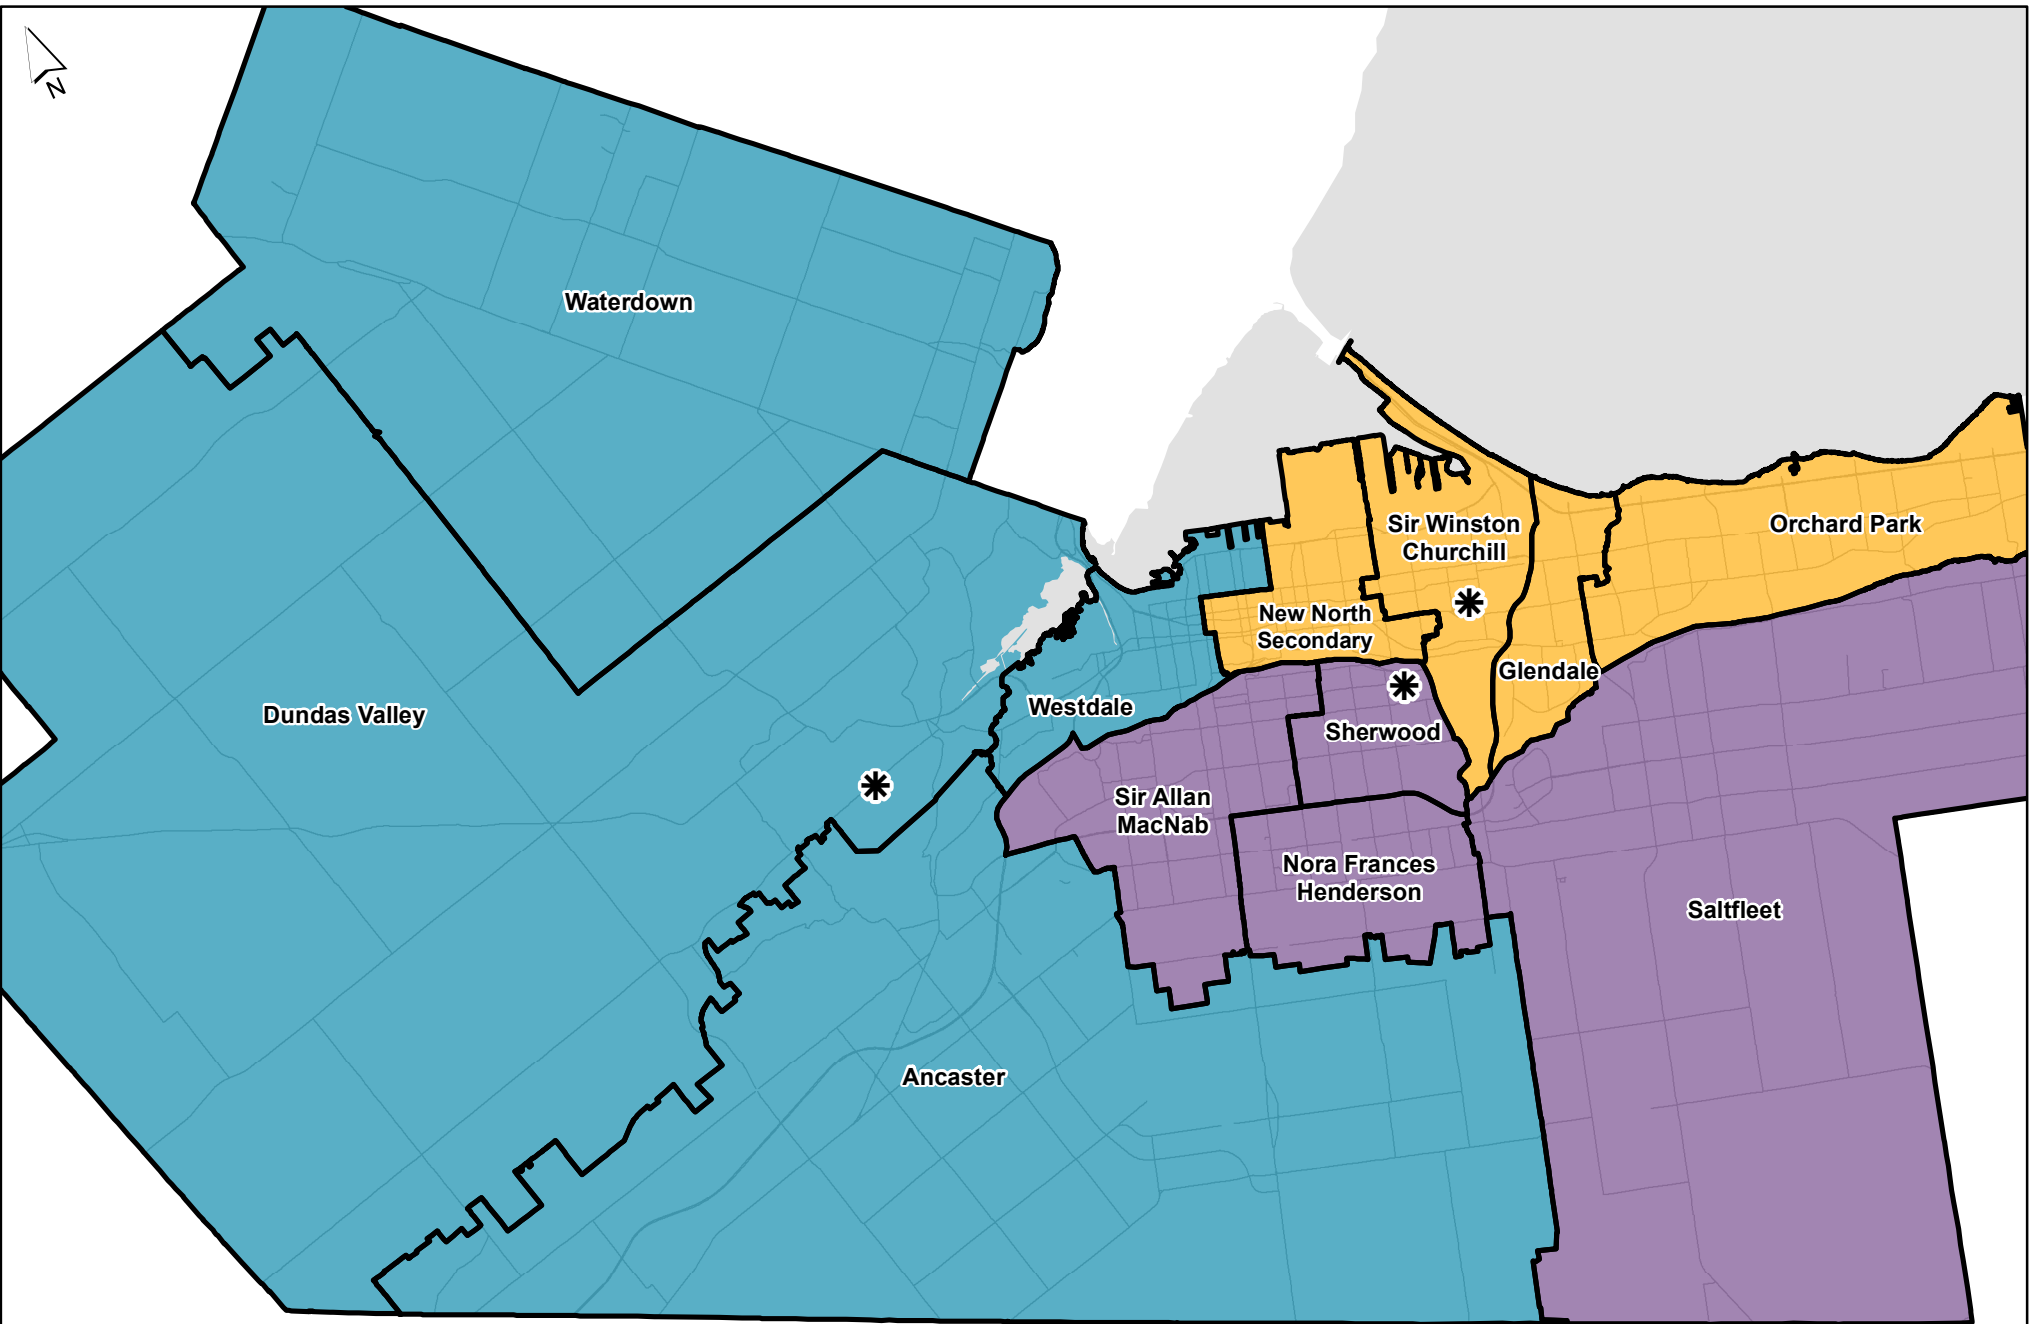 N
Waterdown
Sir Winston
Churchill
Orchard Park
New North
Secondary
Glendale
Dundas Valley
Westdale
Sherwood
Sir Allan
MacNab
Nora Frances
Henderson
Saltfleet
Ancaster